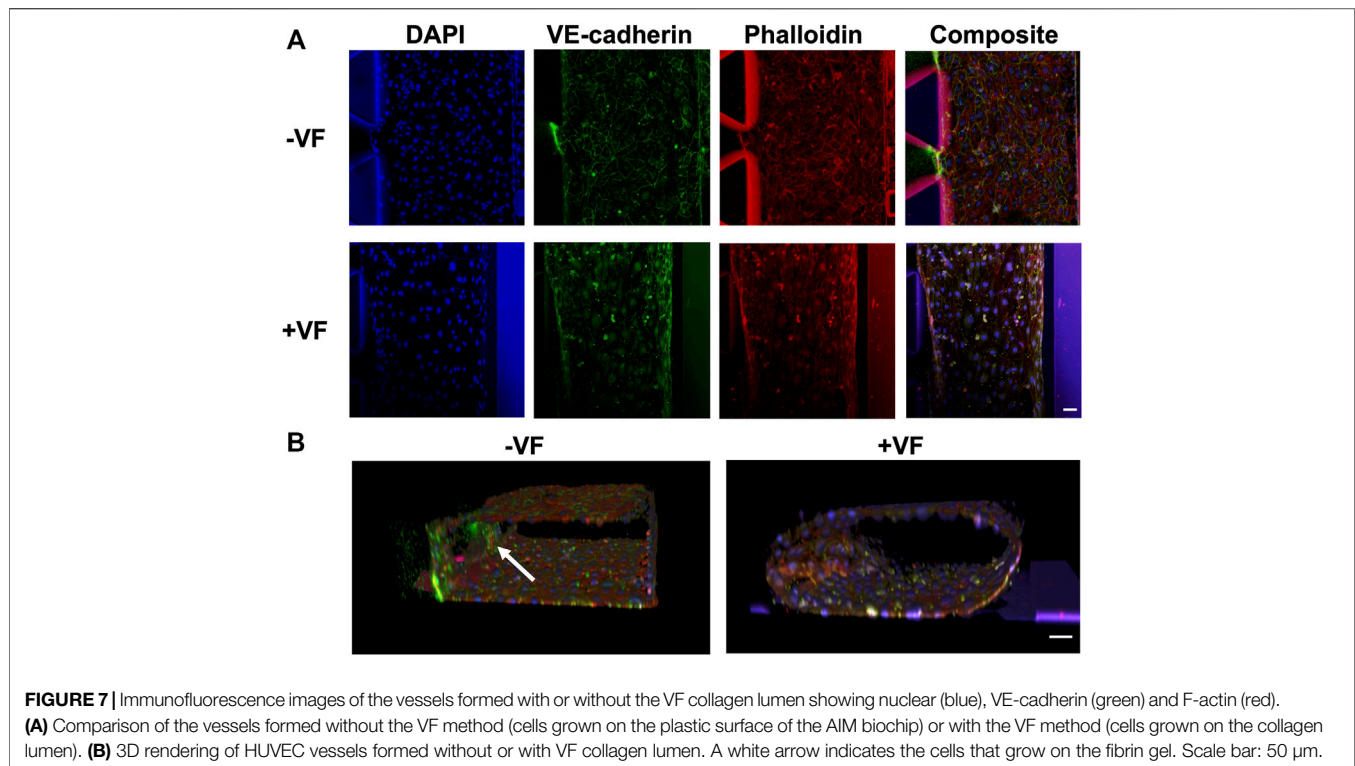 A
DAPI VE-cadherin Phalloidin Composite
-VF
+VF
B
-VF +VF
FIGURE 7 | Immunofluorescence images of the vessels formed with or without the VF collagen lumen showing nuclear (blue), VE-cadherin (green) and F-actin (red).
(A) Comparison of the vessels formed without the VF method (cells grown on the plastic surface of the AIM biochip) or with the VF method (cells grown on the collagen
lumen). (B) 3D rendering of HUVEC vessels formed without or with VF collagen lumen. A white arrow indicates the cells that grow on the fibrin gel. Scale bar: 50 µm.